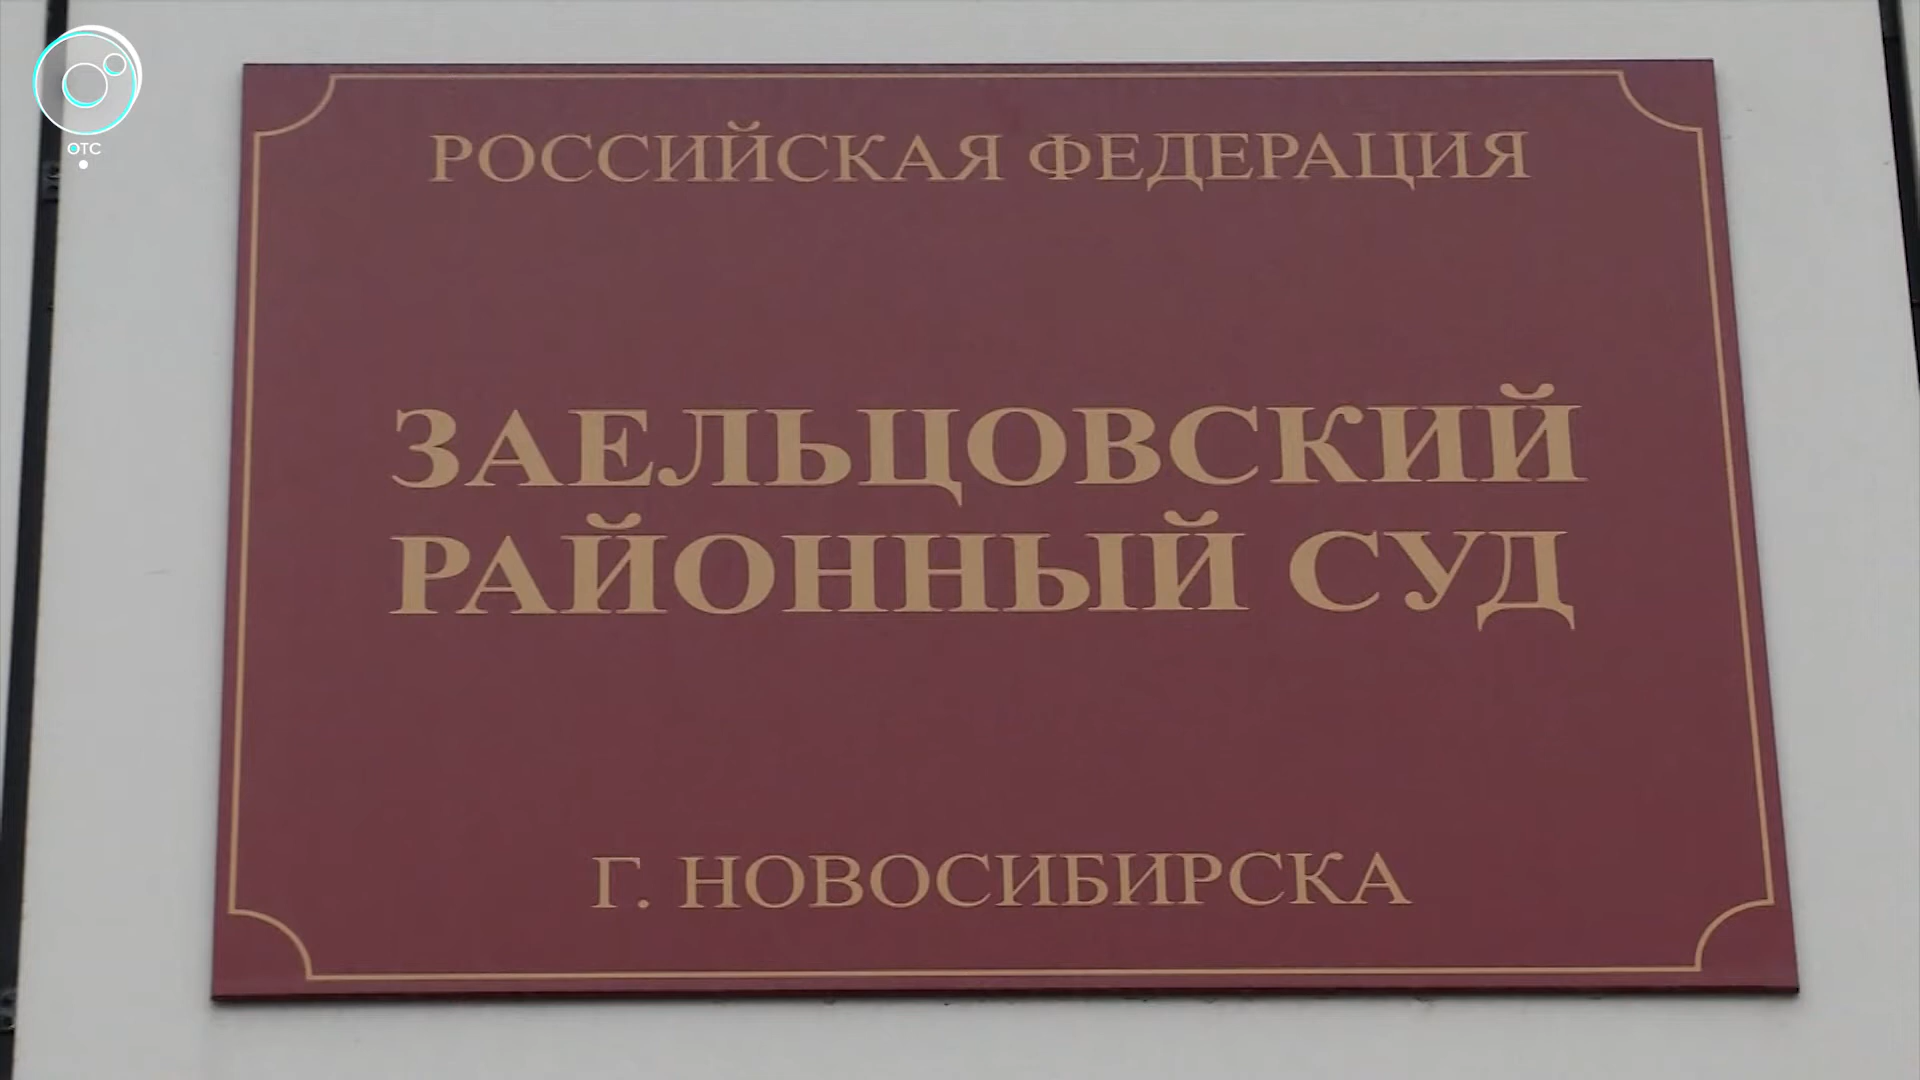 ОТС
РОССИЙСКАЯ ФЕДЕРАЦИЯ
ЗАЕЛЬЦОВСКИЙ
РАЙОННЫЙ СУД
Г. НОВОСИБИРСКА